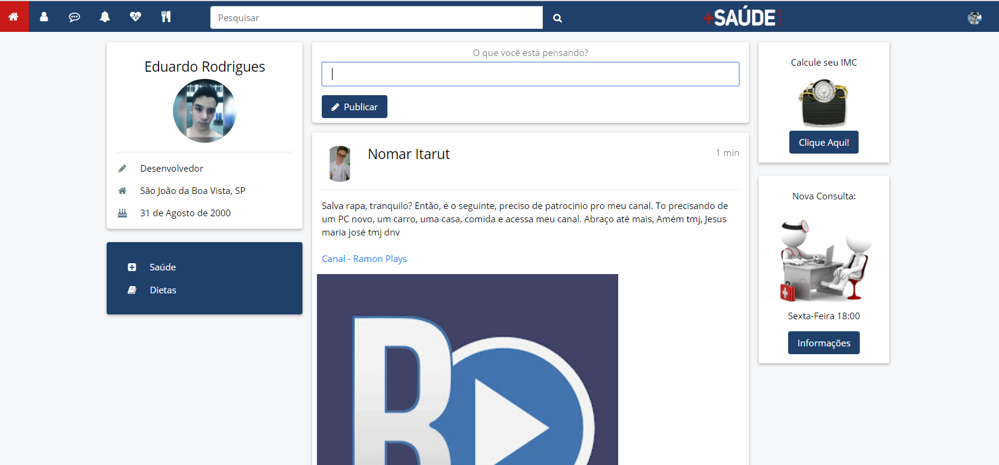 Pesquisar
+SAÚDE
Eduardo Rodrigues
Desenvolvedor
São João da Boa Vista, SP
31 de Agosto de 2000
Saúde
Dietas
O que você está pensando?
Publicar
Nomar Itarut
1 min
Salva rapa, tranquilo? Então, é o seguinte, preciso de patrocinio pro meu canal. To precisando de
um PC novo, um carro, uma casa, comida e acessa meu canal. Abraço até mais, Amém tmj, Jesus
maria josé tmj dnv
Canal - Ramon Plays
Calcule seu IMC
Clique Aqui!
Nova Consulta:
Sexta-Feira 18:00
Informações